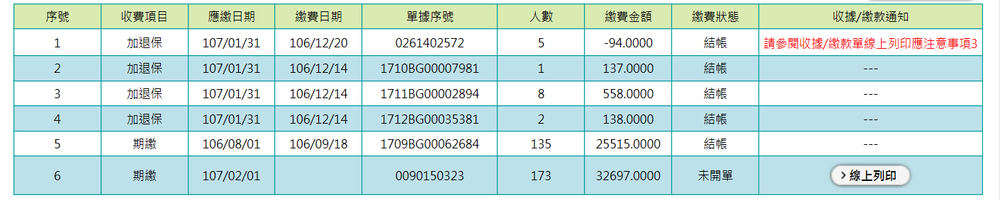 序號 收費項目 應繳日期 繳費日期 單據序號 人數 繳費金額 繳費狀態 收據/繳款通知
1 加退保 107/01/31 106/12/20 0261402572 5 -94.0000 結帳 請參閱收據/繳款單線上列印應注意事項3
2 加退保 107/01/31 106/12/14 1710BG00007981 1 137.0000 結帳 ---
3 加退保 107/01/31 106/12/14 1711BG00002894 8 558.0000 結帳 ---
4 加退保 107/01/31 106/12/14 1712BG00035381 2 138.0000 結帳 ---
5 期繳 106/08/01 106/09/18 1709BG00062684 135 25515.0000 結帳 ---
6 期繳 107/02/01 0090150323 173 32697.0000 未開單 › 線上列印